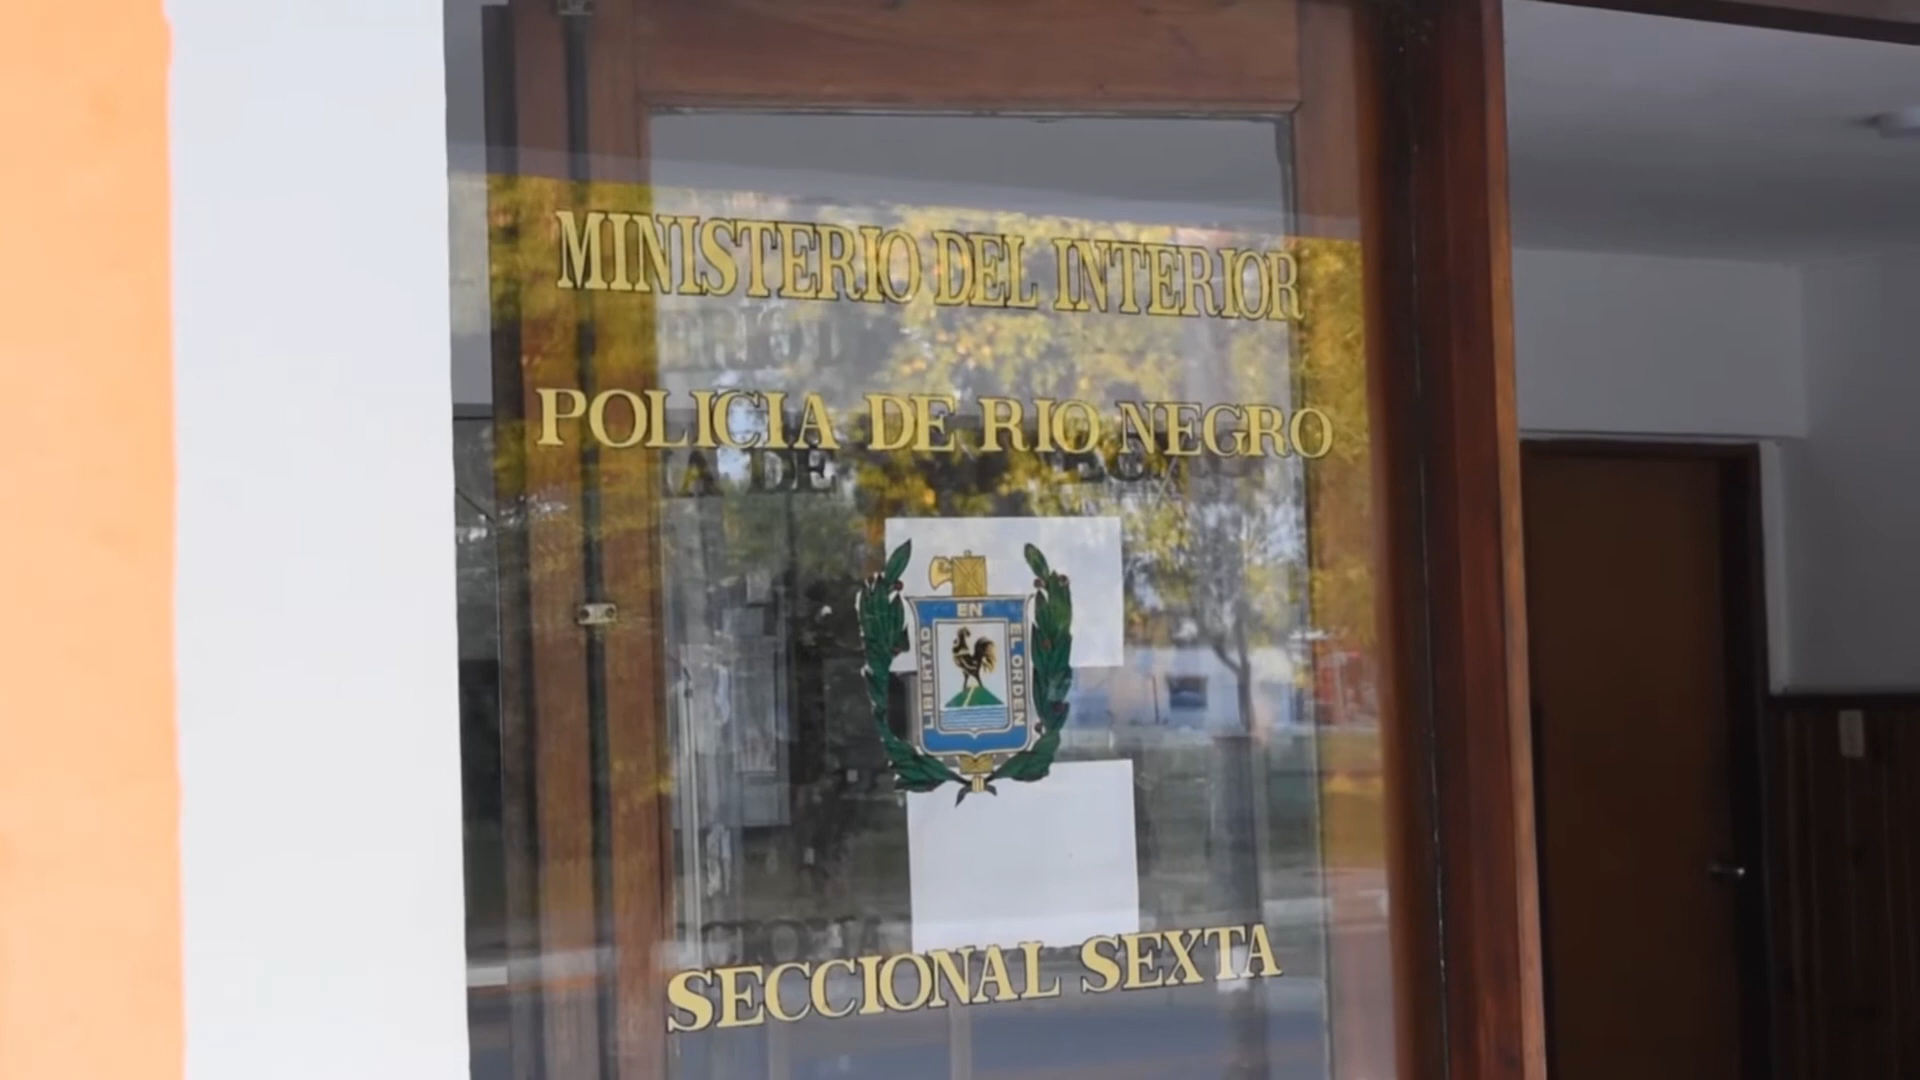 MINISTERIO DEL INTERIOR
POLICIA DE RIO NEGRO
EN
LIBERTAD
EL ORDEN
SECCIONAL SEXTA